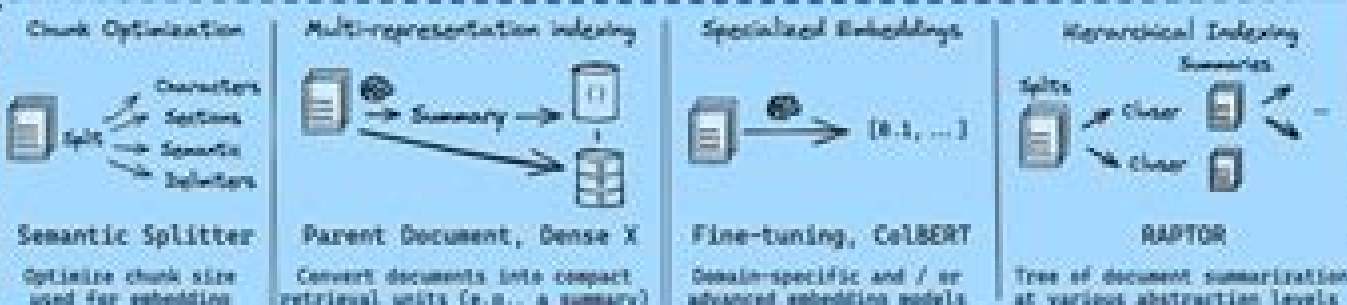 Chunk Optimization
Split
Characters
Sections
Semantic
Delimiters
Semantic Splitter
Optimize chunk size
used for embedding
Multi-representation indexing
Summary
Parent Document, Dense X
Convert documents into compact
retrieval units (e.g., a summary)
Specialized Embeddings
[0.1, ...]
Fine-tuning, ColBERT
Domain-specific and / or
advanced embedding models
Hierarchical Indexing
Summaries
Splits
Cluser
Cluser
...
RAPTOR
Tree of document summarization
at various abstraction levels